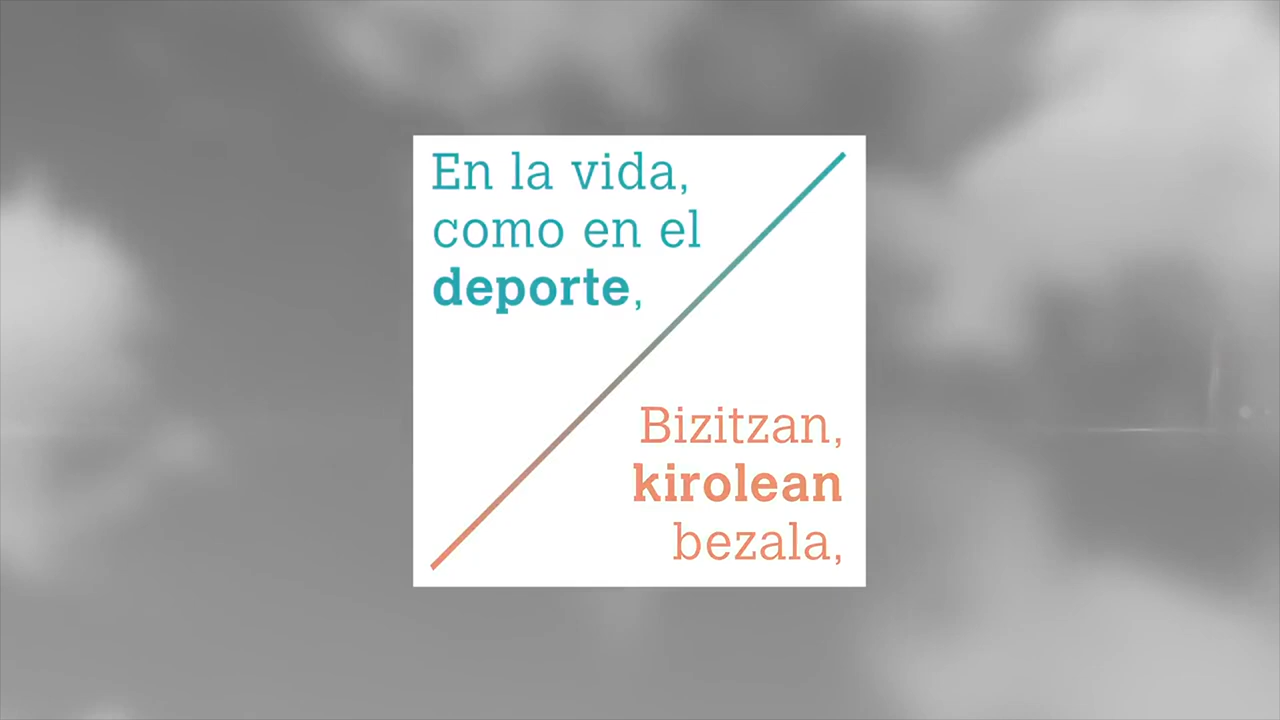 En la vida,
como en el
deporte,
Bizitzan,
kirolean
bezala,